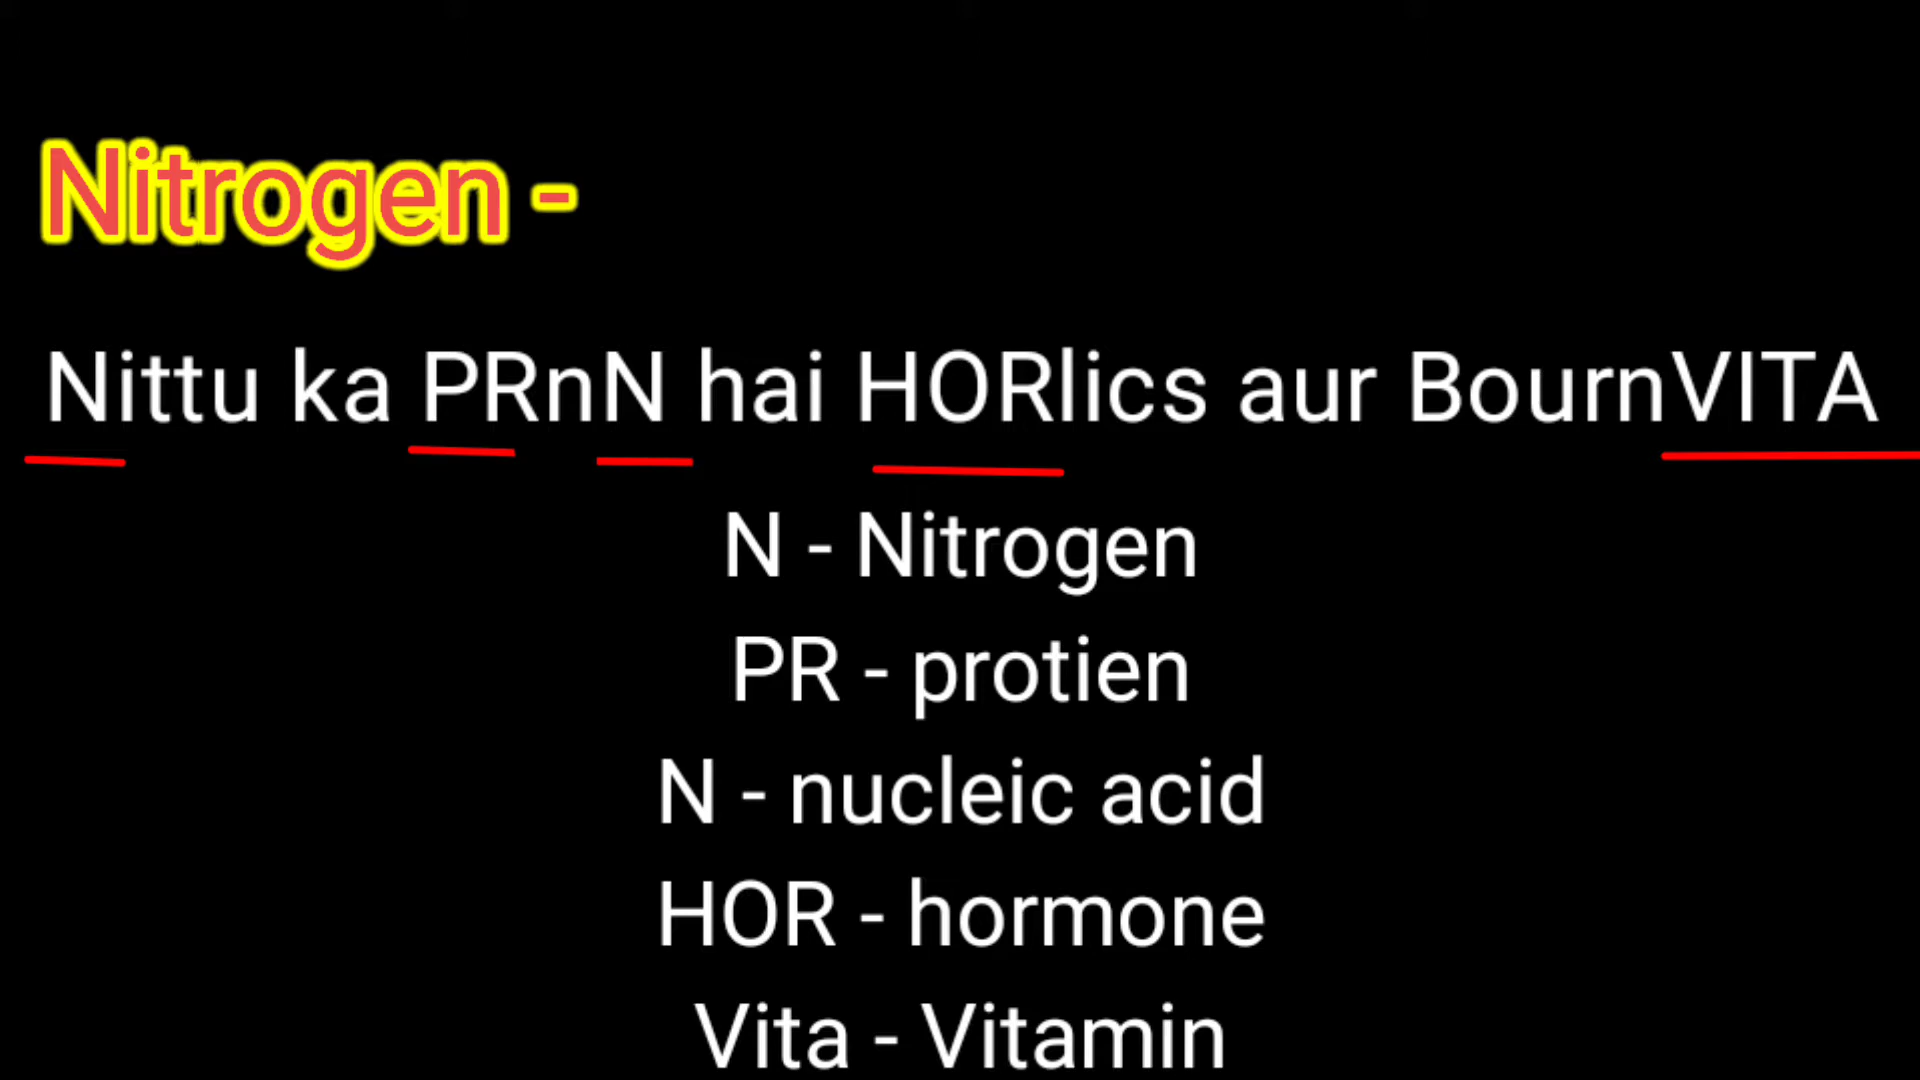 Nitrogen -
Nittu ka PRnN hai HORlics aur BournVITA
N - Nitrogen
PR - protien
N - nucleic acid
HOR - hormone
Vita - Vitamin